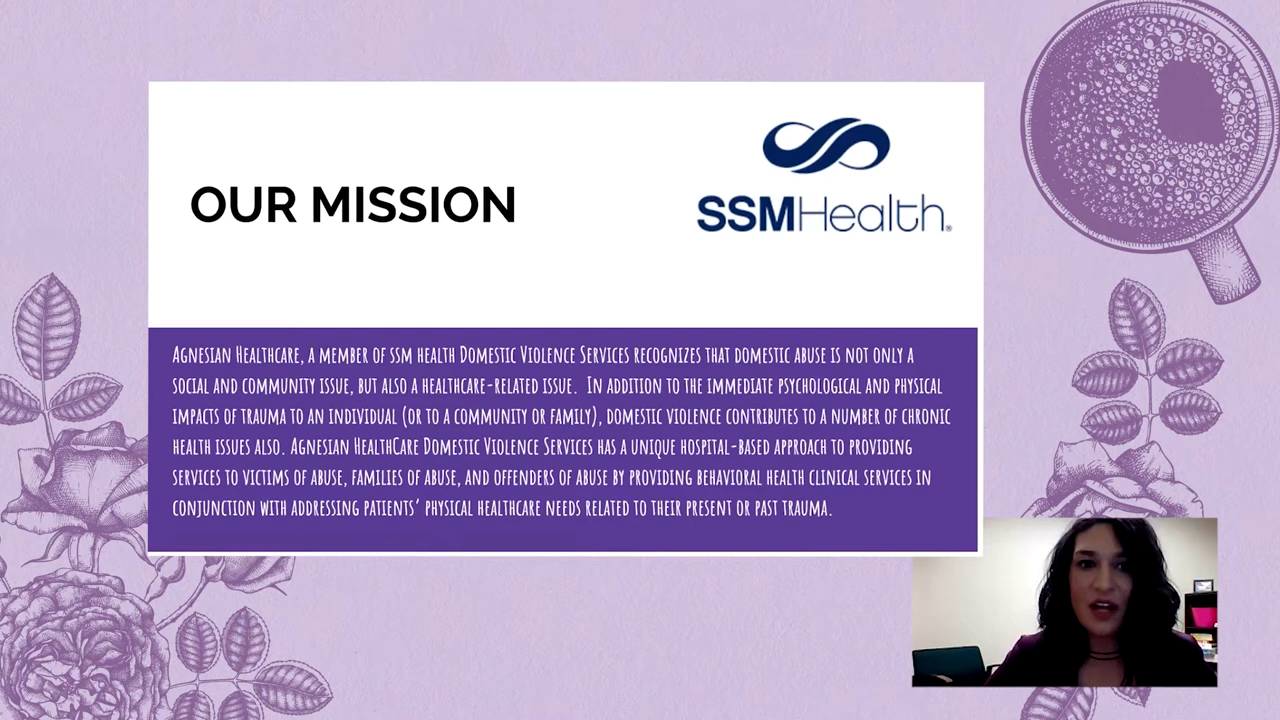 OUR MISSION
SSMHealth®
AGNESIAN HEALTHCARE, A MEMBER OF SSM HEALTH DOMESTIC VIOLENCE SERVICES RECOGNIZES THAT DOMESTIC ABUSE IS NOT ONLY A
SOCIAL AND COMMUNITY ISSUE, BUT ALSO A HEALTHCARE-RELATED ISSUE. IN ADDITION TO THE IMMEDIATE PSYCHOLOGICAL AND PHYSICAL
IMPACTS OF TRAUMA TO AN INDIVIDUAL (OR TO A COMMUNITY OR FAMILY), DOMESTIC VIOLENCE CONTRIBUTES TO A NUMBER OF CHRONIC
HEALTH ISSUES ALSO. AGNESIAN HEALTHCARE DOMESTIC VIOLENCE SERVICES HAS A UNIQUE HOSPITAL-BASED APPROACH TO PROVIDING
SERVICES TO VICTIMS OF ABUSE, FAMILIES OF ABUSE, AND OFFENDERS OF ABUSE BY PROVIDING BEHAVIORAL HEALTH CLINICAL SERVICES IN
CONJUNCTION WITH ADDRESSING PATIENTS' PHYSICAL HEALTHCARE NEEDS RELATED TO THEIR PRESENT OR PAST TRAUMA.